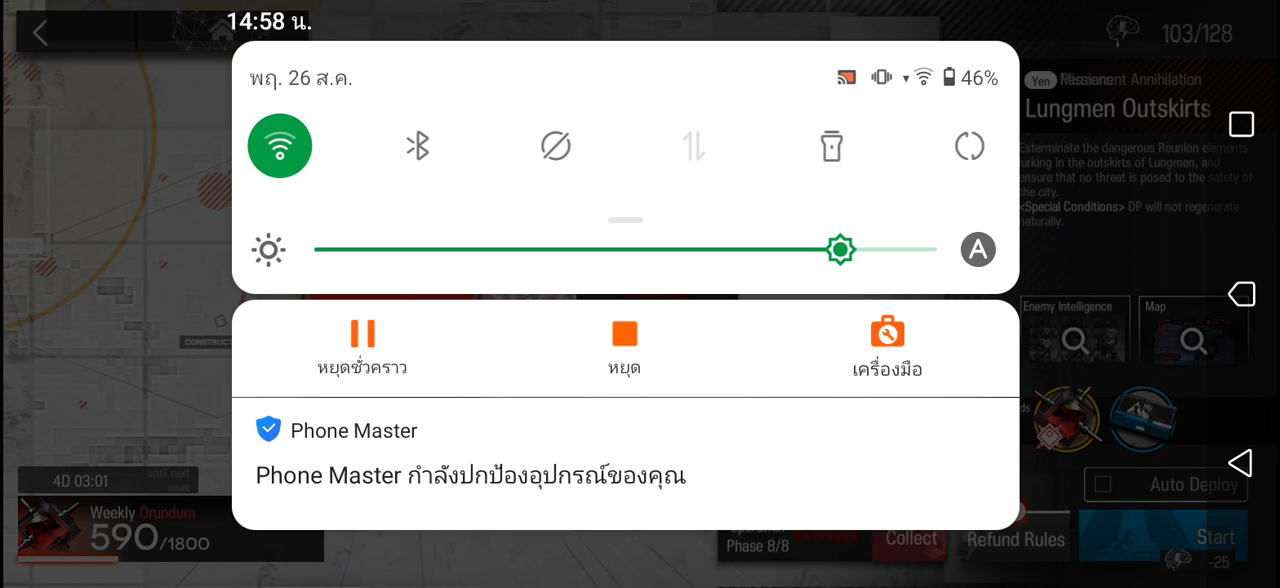 14:58 น.
103/128
พฤ. 26 ส.ค.
46%
Annihilation
Lungmen Outskirts
Exterminate the dangerous Reunion elements
lurking in the outskirts of Lungmen, and
ensure that no threat is posed to the safety of
the city.
<Special Conditions> DP will not regenerate
naturally.
A
Enemy Intelligence
Map
หยุดชั่วคราว
หยุด
เครื่องมือ
CONSTRUCT
Phone Master
Phone Master กำลังปกป้องอุปกรณ์ของคุณ
4D 03:01
until next
reset
Weekly Orundum
590/1800
Auto Deploy
Phase 8/8
Collect
Refund Rules
Start
-25